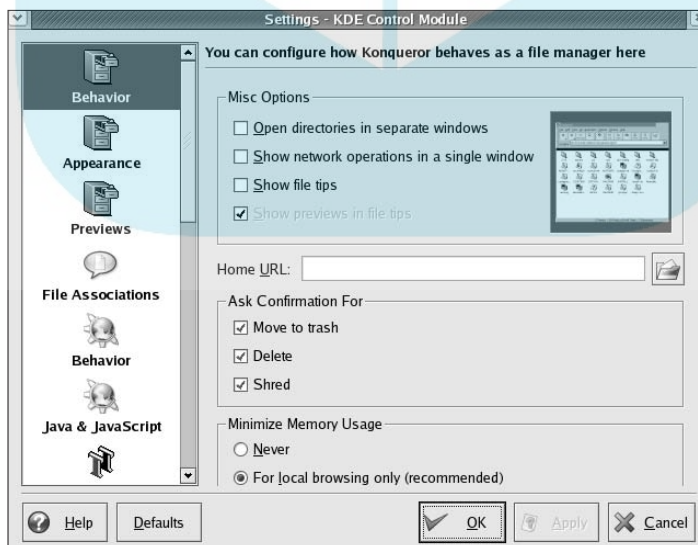 Settings - KDE Control Module
Behavior
Appearance
Previews
File Associations
Behavior
Java & JavaScript
You can configure how Konqueror behaves as a file manager here
Misc Options
Open directories in separate windows
Show network operations in a single window
Show file tips
Show previews in file tips
Home URL:
Ask Confirmation For
Move to trash
Delete
Shred
Minimize Memory Usage
Never
For local browsing only (recommended)
Help
Defaults
OK
Apply
Cancel